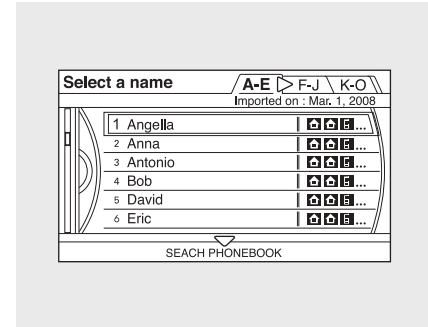 Select a name A-E F-J K-O
Imported on : Mar. 1, 2008
1 Angella ...
2 Anna ...
3 Antonio ...
4 Bob ...
5 David ...
6 Eric ...
SEACH PHONEBOOK